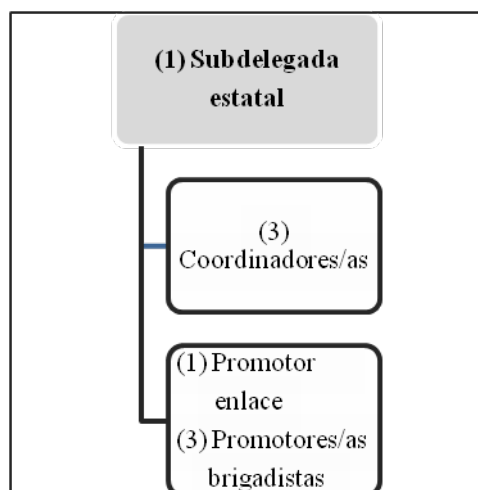 (1) Subdelegada
estatal
(3)
Coordinadores/as
(1) Promotor
enlace
(3) Promotores/as
brigadistas